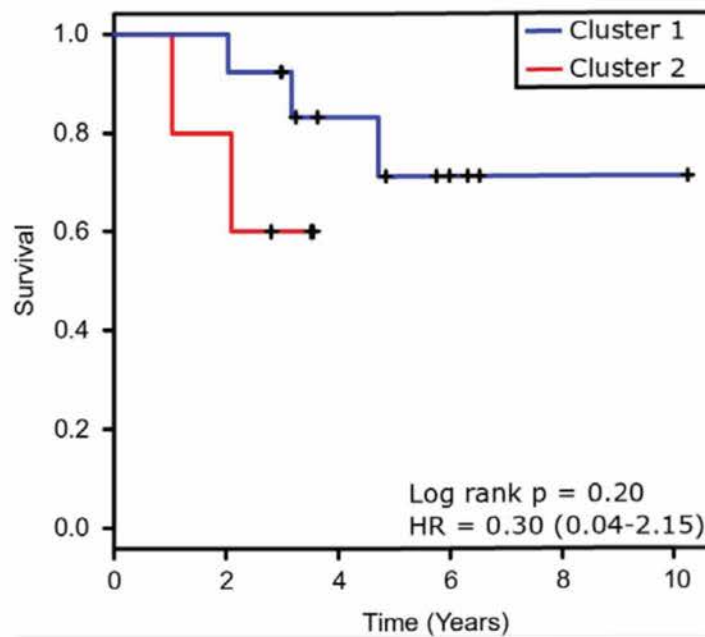 Cluster 1
Cluster 2
1.0
0.8
0.6
0.4
0.2
0.0
Survival
Log rank p = 0.20
HR = 0.30 (0.04-2.15)
0 2 4 6 8 10
Time (Years)